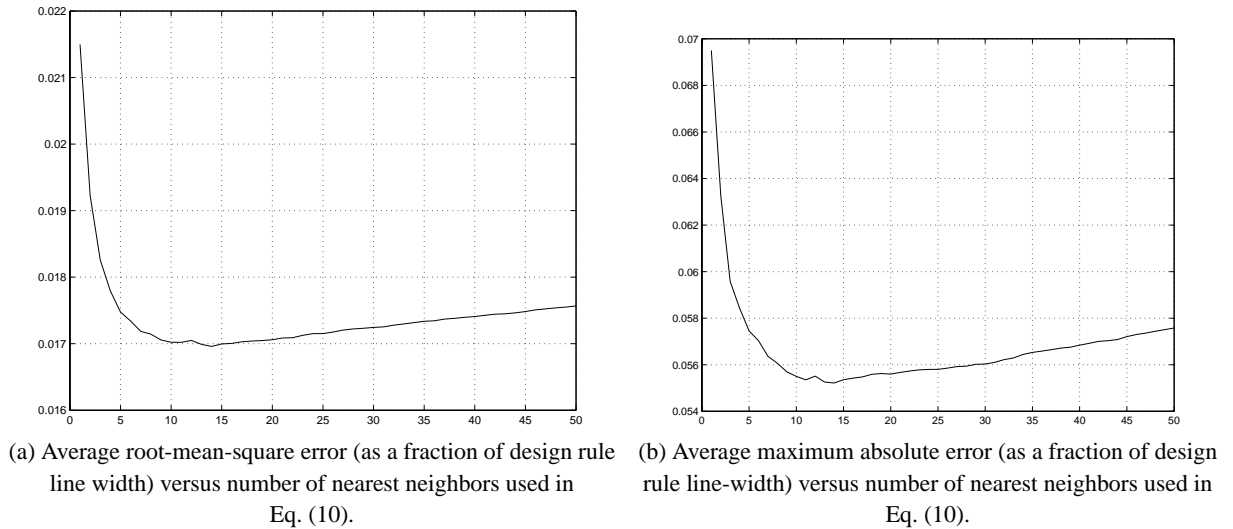 0.022
0.021
0.02
0.019
0.018
0.017
0.016
0 5 10 15 20 25 30 35 40 45 50
(a) Average root-mean-square error (as a fraction of design rule
line width) versus number of nearest neighbors used in
Eq. (10).
0.07
0.068
0.066
0.064
0.062
0.06
0.058
0.056
0.054
0 5 10 15 20 25 30 35 40 45 50
(b) Average maximum absolute error (as a fraction of design
rule line-width) versus number of nearest neighbors used in
Eq. (10).